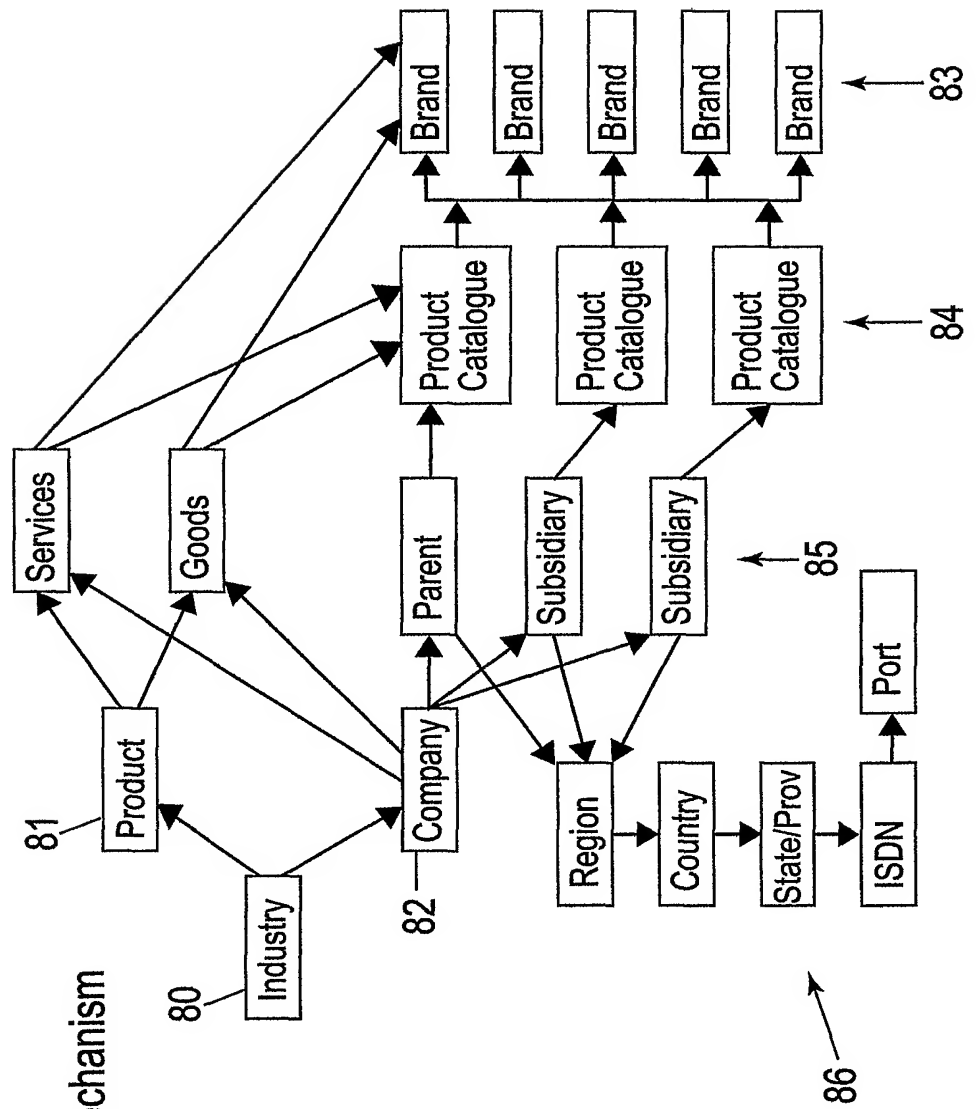 chanism
81
Services
Product
80
Goods
Industry
82
Company
Parent
Product
Catalogue
Brand
Brand
Region
Subsidiary
Product
Catalogue
Brand
Country
Subsidiary
Brand
State/Prov
Product
Catalogue
Brand
86
ISDN
Port
85
84
83